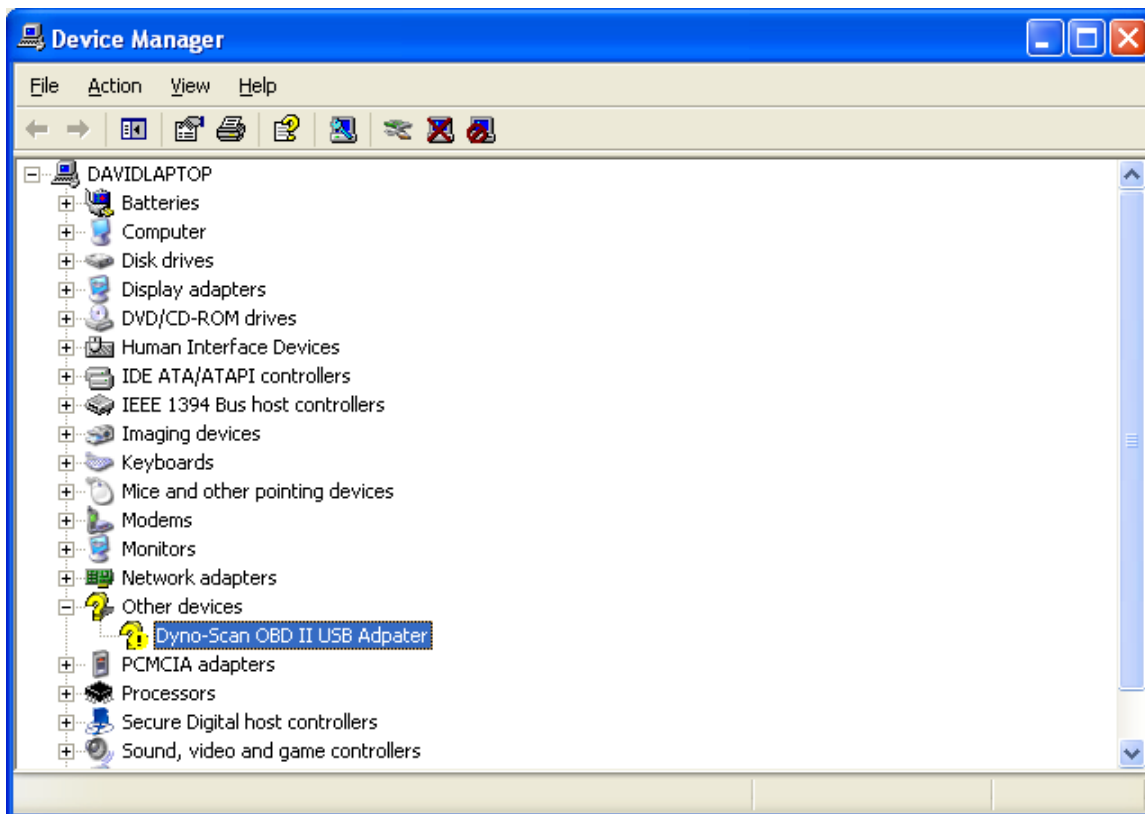 Device Manager
File Action View Help
DAVIDLAPTOP
Batteries
Computer
Disk drives
Display adapters
DVD/CD-ROM drives
Human Interface Devices
IDE ATA/ATAPI controllers
IEEE 1394 Bus host controllers
Imaging devices
Keyboards
Mice and other pointing devices
Modems
Monitors
Network adapters
Other devices
Dyno-Scan OBD II USB Adpater
PCMCIA adapters
Processors
Secure Digital host controllers
Sound, video and game controllers